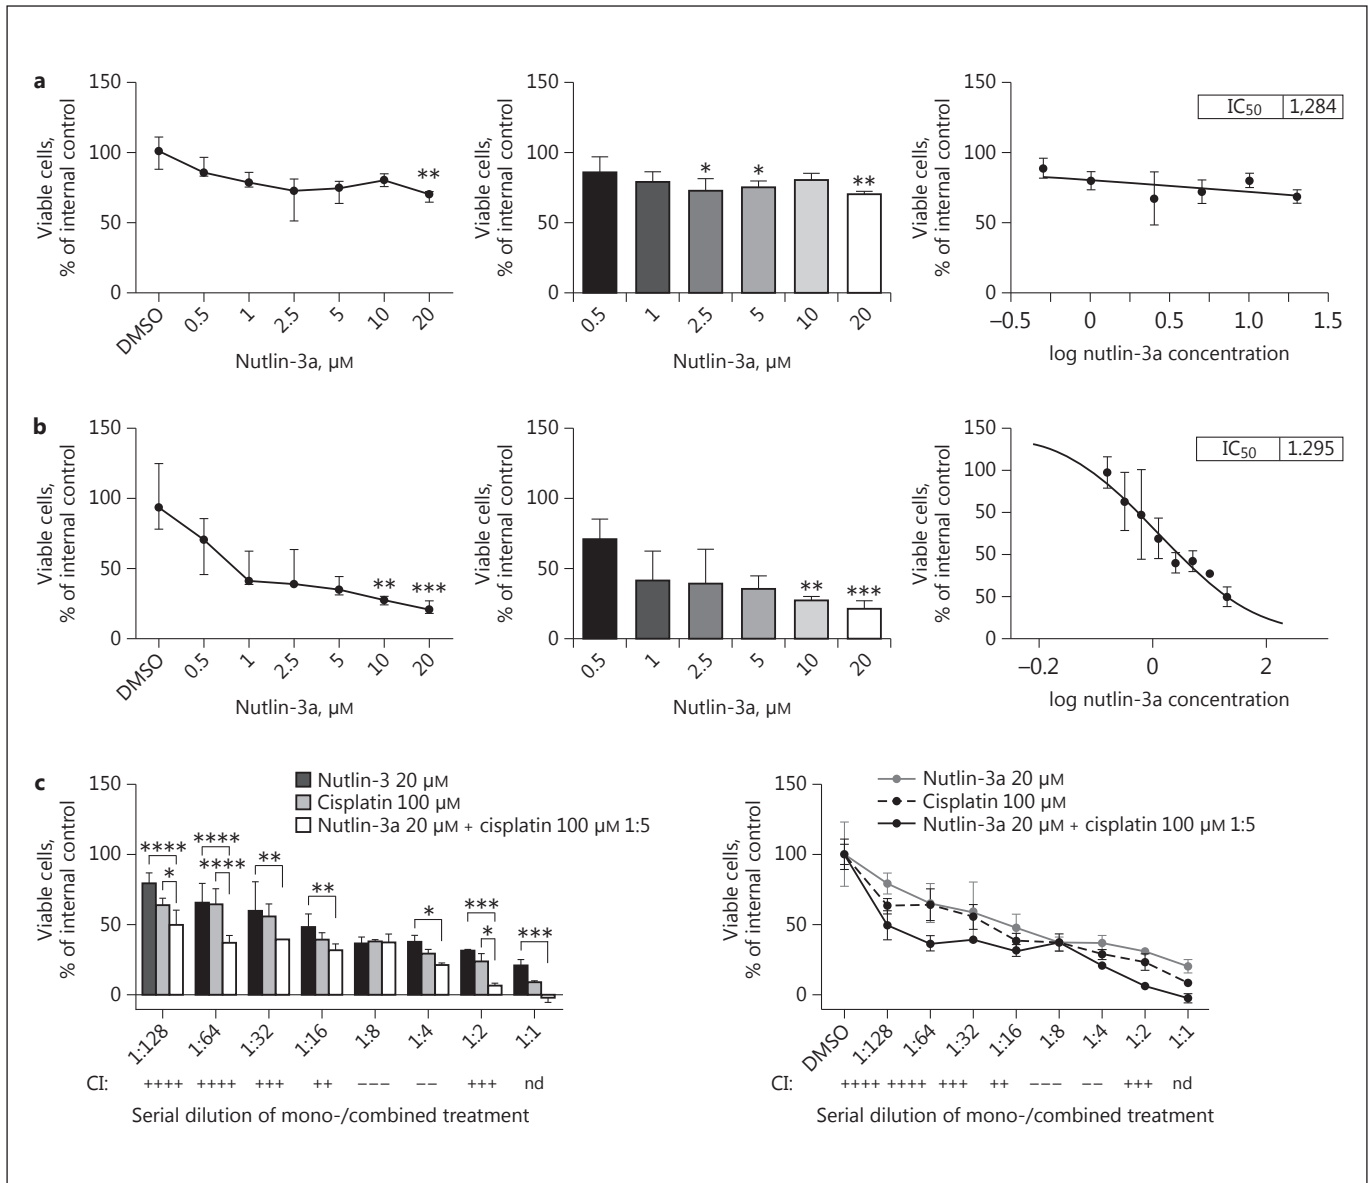 a
150
100
50
0
Viable cells,
% of internal control
**
DMSO
0.5
1
2.5
5
10
20
Nutlin-3a, µM
150
100
50
0
Viable cells,
% of internal control
*
*
**
0.5
1
2.5
5
10
20
Nutlin-3a, µM
150
100
50
0
Viable cells,
% of internal control
IC50 1,284
–0.5
0
0.5
1.0
1.5
log nutlin-3a concentration
b
150
100
50
0
Viable cells,
% of internal control
**
***
DMSO
0.5
1
2.5
5
10
20
Nutlin-3a, µM
150
100
50
0
Viable cells,
% of internal control
**
***
0.5
1
2.5
5
10
20
Nutlin-3a, µM
150
100
50
50
50
0
Viable cells,
% of internal control
IC50 1.295
–0.2
0
2
log nutlin-3a concentration
c
150
100
50
0
Viable cells,
% of internal control
Nutlin-3 20 µM
Cisplatin 100 µM
Nutlin-3a 20 µM + cisplatin 100 µM 1:5
****
*
****
****
**
**
*
***
*
***
1:128
1:64
1:32
1:16
1:8
1:4
1:2
1:1
CI: ++++ ++++ +++ ++ ––– –– +++ nd
Serial dilution of mono-/combined treatment
150
100
50
0
Viable cells,
% of internal control
Nutlin-3a 20 µM
Cisplatin 100 µM
Nutlin-3a 20 µM + cisplatin 100 µM 1:5
DMSO
1:128
1:64
1:32
1:16
1:8
1:4
1:2
1:1
CI: ++++ ++++ +++ ++ ––– –– +++ nd
Serial dilution of mono-/combined treatment